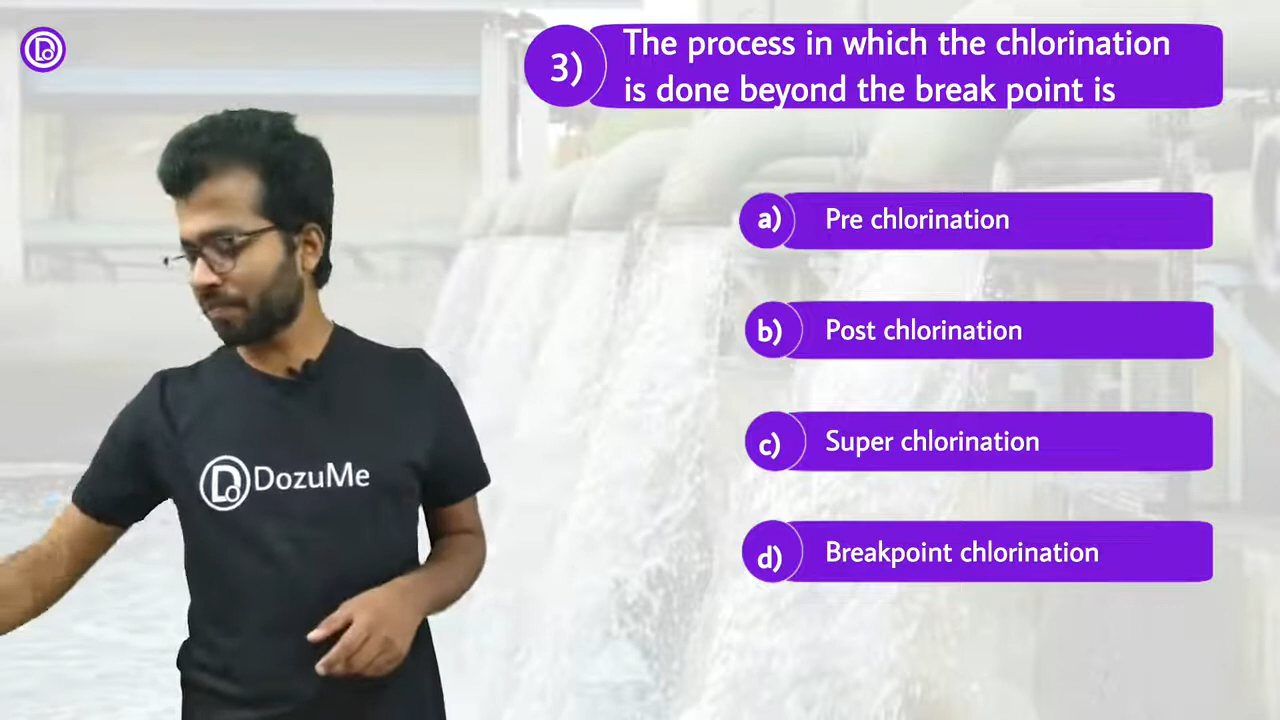 3)
The process in which the chlorination
is done beyond the break point is
a) Pre chlorination
b) Post chlorination
c) Super chlorination
d) Breakpoint chlorination
DozuMe